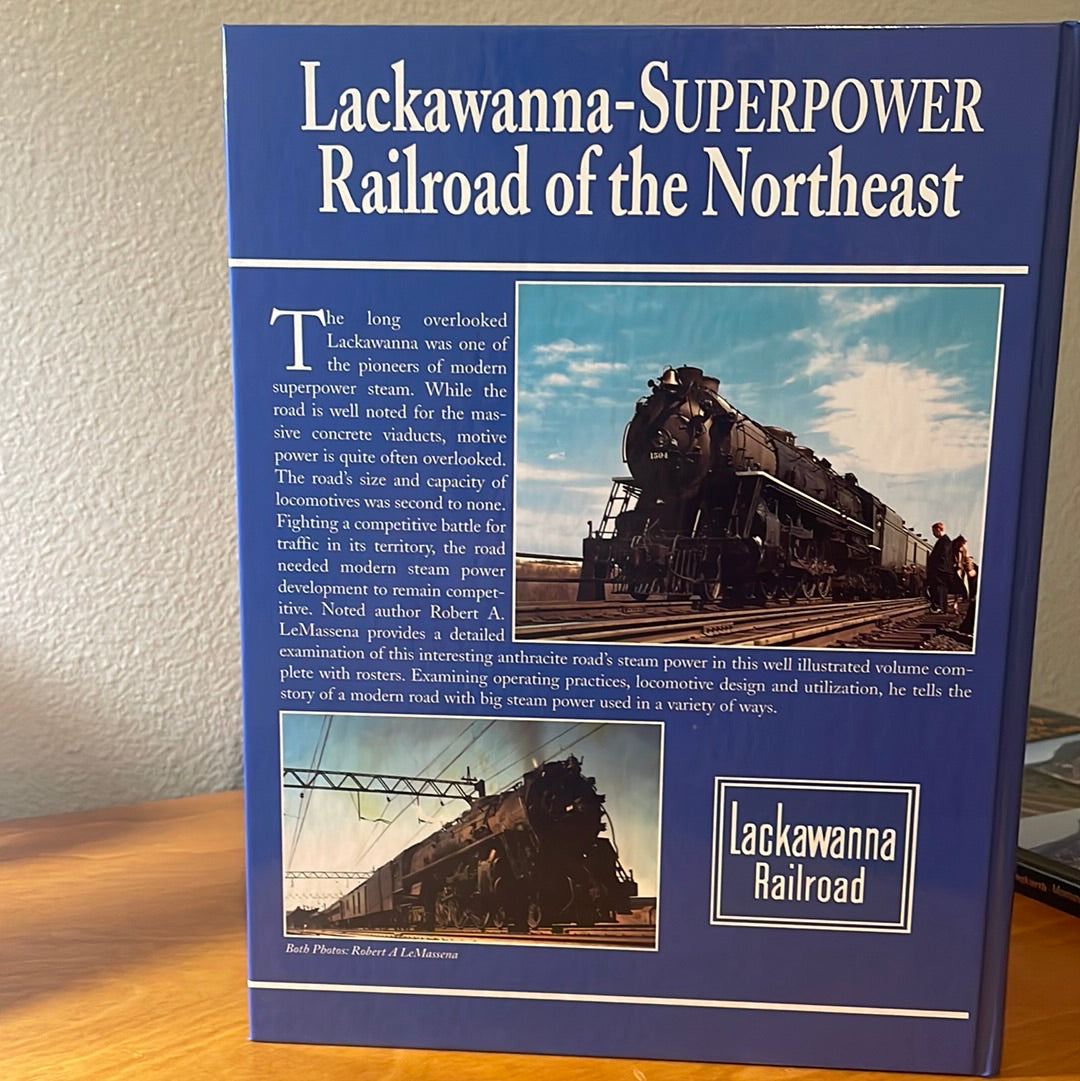 Lackawanna-SUPERPOWER
Railroad of the Northeast
The long overlooked
Lackawanna was one of
the pioneers of modern
superpower steam. While the
road is well noted for the mas-
sive concrete viaducts, motive
power is quite often overlooked.
The road's size and capacity of
locomotives was second to none.
Fighting a competitive battle for
traffic in its territory, the road
needed modern steam power
development to remain compet-
itive. Noted author Robert A.
LeMassena provides a detailed
examination of this interesting anthracite road's steam power in this well illustrated volume com-
plete with rosters. Examining operating practices, locomotive design and utilization, he tells the
story of a modern road with big steam power used in a variety of ways.
1504
Lackawanna
Railroad
Both Photos: Robert A LeMassena